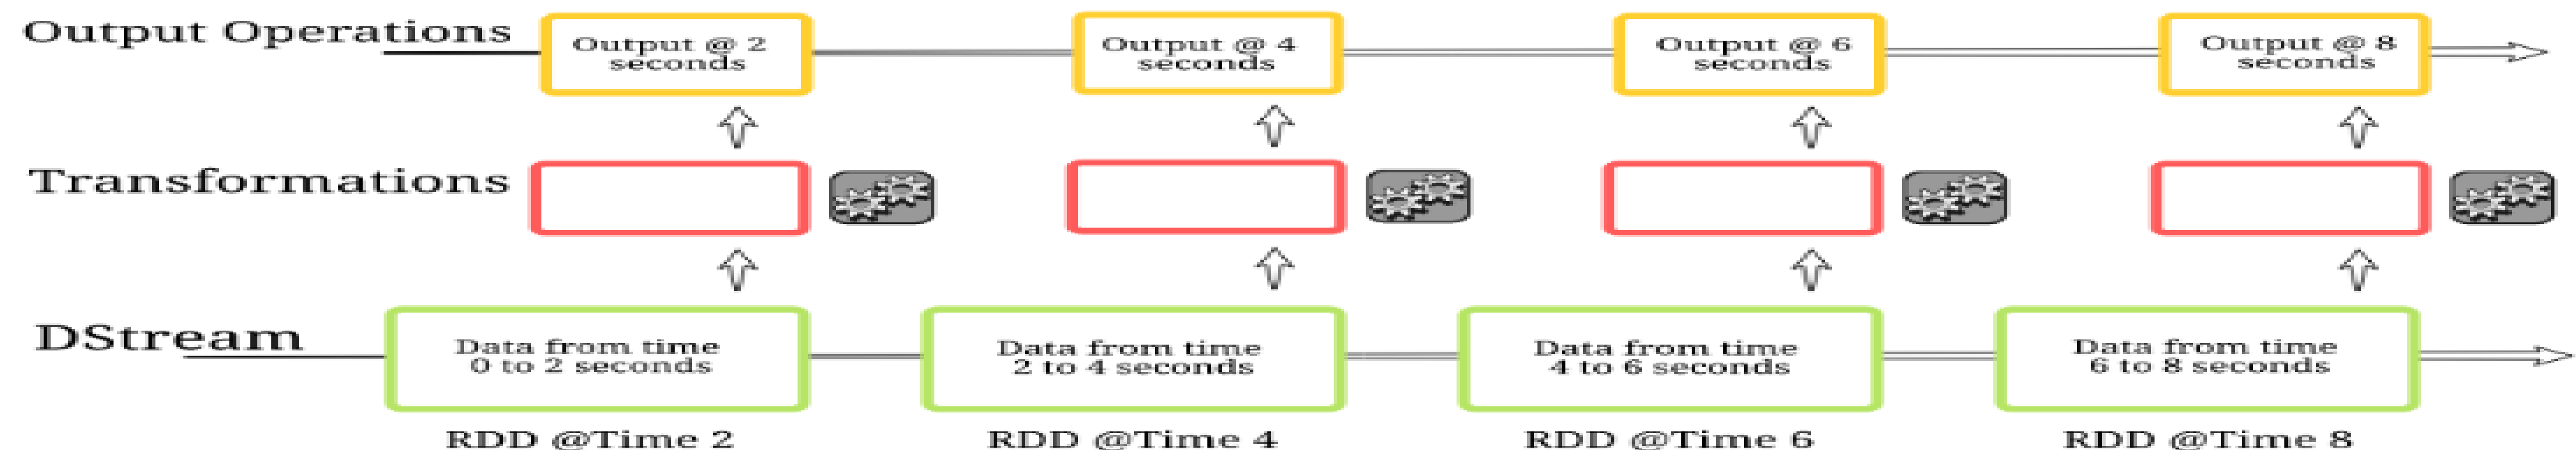 Output Operations
Output @ 2
seconds
Output @ 4
seconds
Output @ 6
seconds
Output @ 8
seconds
Transformations
DStream
Data from time
0 to 2 seconds
Data from time
2 to 4 seconds
Data from time
4 to 6 seconds
Data from time
6 to 8 seconds
RDD @Time 2
RDD @Time 4
RDD @Time 6
RDD @Time 8